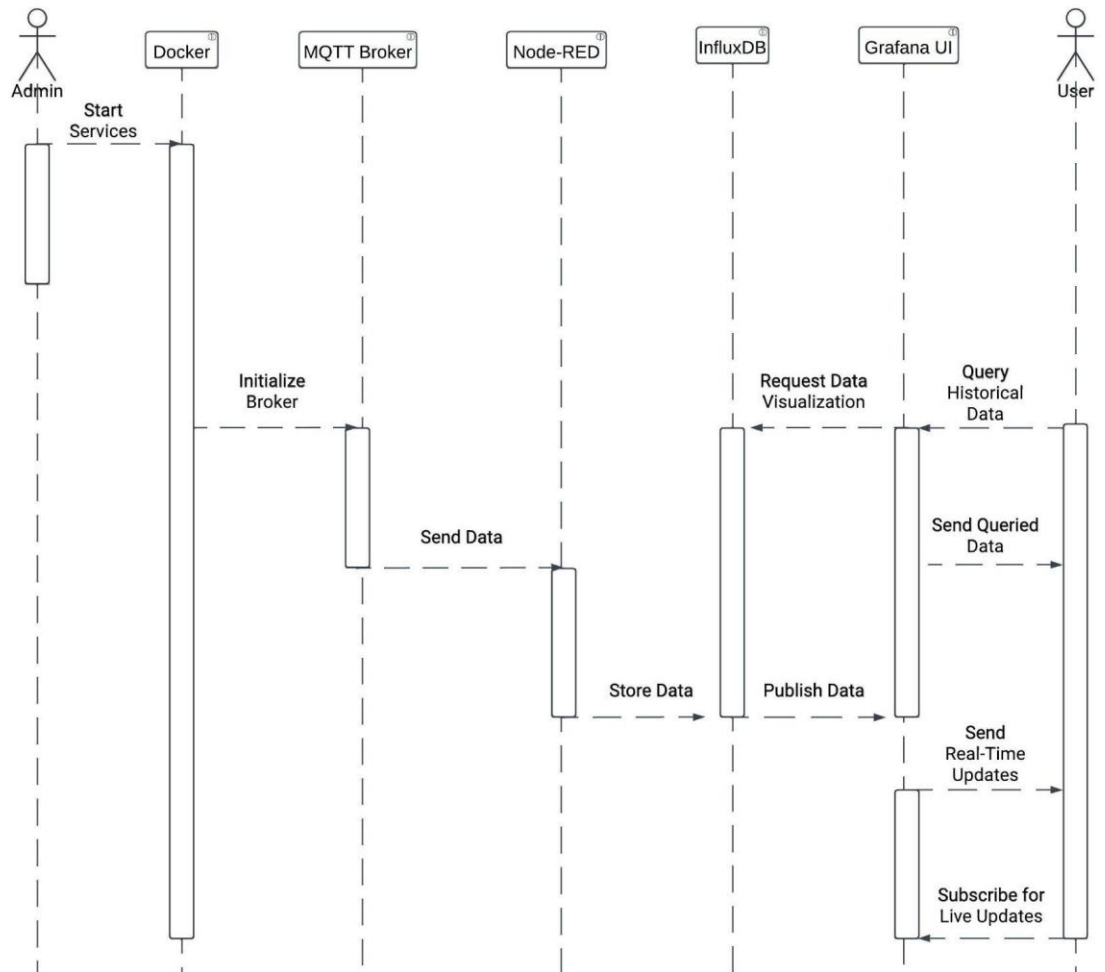 Docker
MQTT Broker
Node-RED
InfluxDB
Grafana UI
Admin
User
Start
Services
Initialize
Broker
Request Data
Visualization
Query
Historical
Data
Send Data
Send Queried
Data
Store Data
Publish Data
Send
Real-Time
Updates
Subscribe for
Live Updates